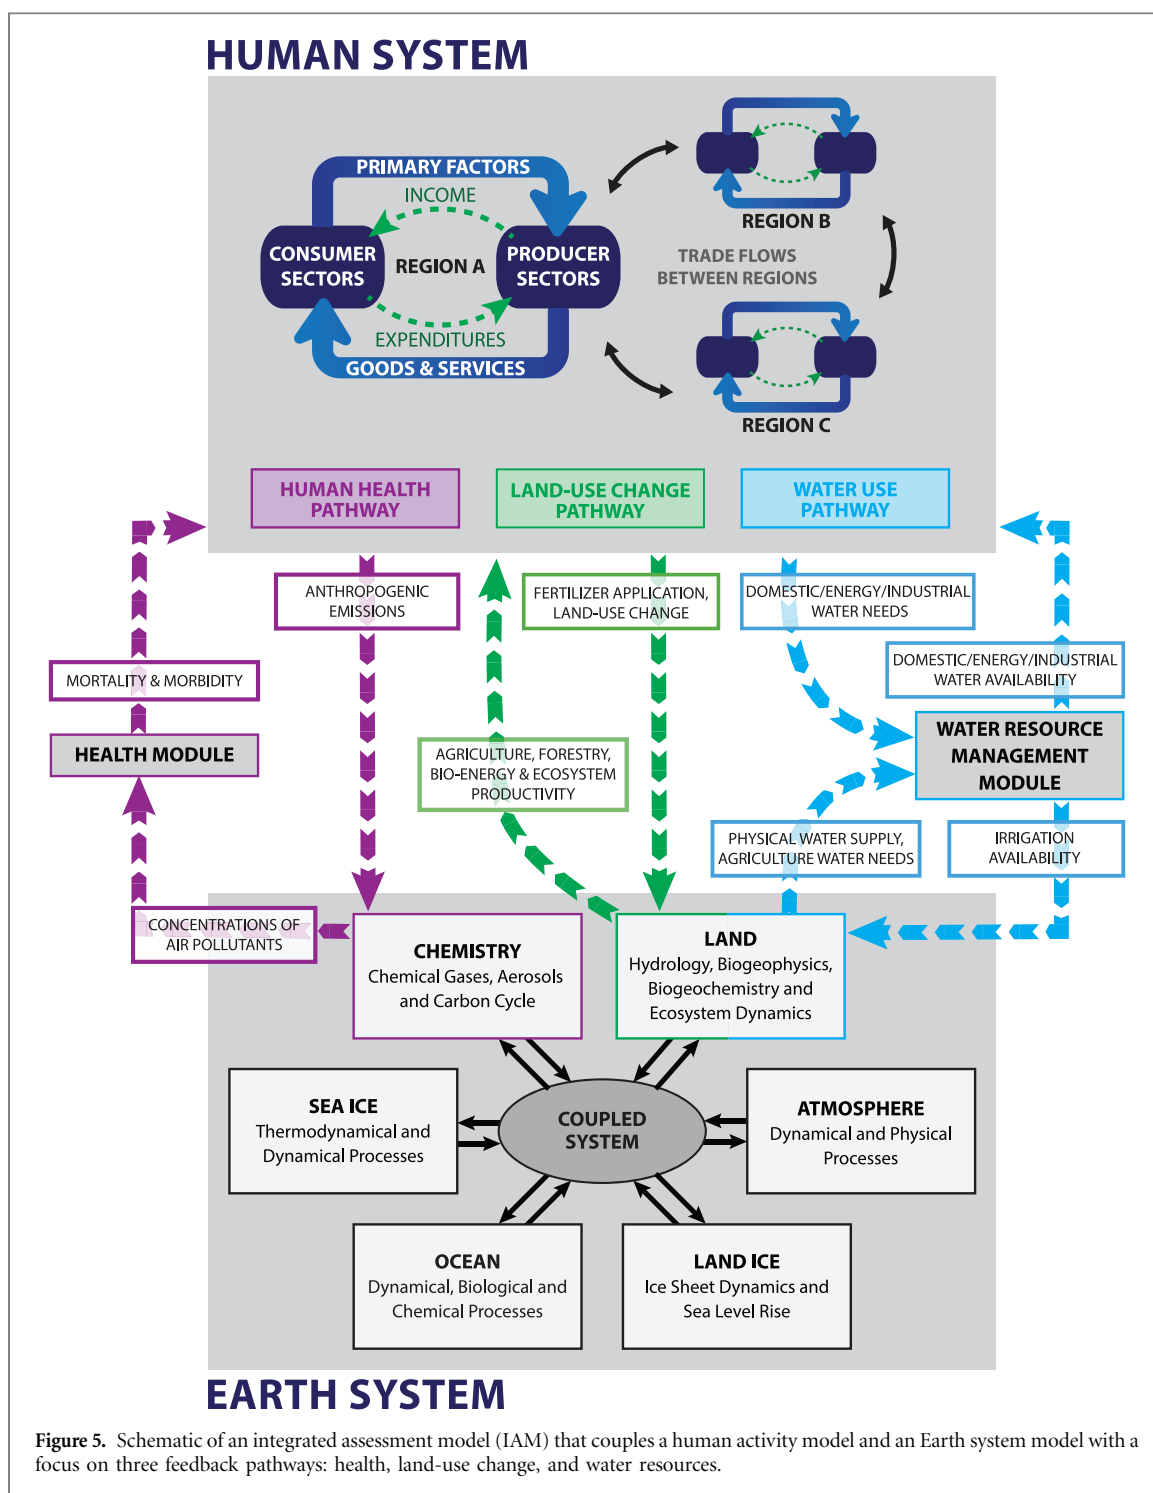 HUMAN SYSTEM
PRIMARY FACTORS
INCOME
CONSUMER
SECTORS
REGION A
PRODUCER
SECTORS
EXPENDITURES
GOODS & SERVICES
REGION B
TRADE FLOWS
BETWEEN REGIONS
REGION C
HUMAN HEALTH
PATHWAY
LAND-USE CHANGE
PATHWAY
WATER USE
PATHWAY
ANTHROPOGENIC
EMISSIONS
FERTILIZER APPLICATION,
LAND-USE CHANGE
DOMESTIC/ENERGY/INDUSTRIAL
WATER NEEDS
MORTALITY & MORBIDITY
DOMESTIC/ENERGY/INDUSTRIAL
WATER AVAILABILITY
HEALTH MODULE
AGRICULTURE, FORESTRY,
BIO-ENERGY & ECOSYSTEM
PRODUCTIVITY
WATER RESOURCE
MANAGEMENT
MODULE
PHYSICAL WATER SUPPLY,
AGRICULTURE WATER NEEDS
IRRIGATION
AVAILABILITY
CONCENTRATIONS OF
AIR POLLUTANTS
CHEMISTRY
Chemical Gases, Aerosols
and Carbon Cycle
LAND
Hydrology, Biogeophysics,
Biogeochemistry and
Ecosystem Dynamics
SEA ICE
Thermodynamical and
Dynamical Processes
COUPLED
SYSTEM
ATMOSPHERE
Dynamical and Physical
Processes
OCEAN
Dynamical, Biological and
Chemical Processes
LAND ICE
Ice Sheet Dynamics and
Sea Level Rise
EARTH SYSTEM
Figure 5. Schematic of an integrated assessment model (IAM) that couples a human activity model and an Earth system model with a
focus on three feedback pathways: health, land-use change, and water resources.